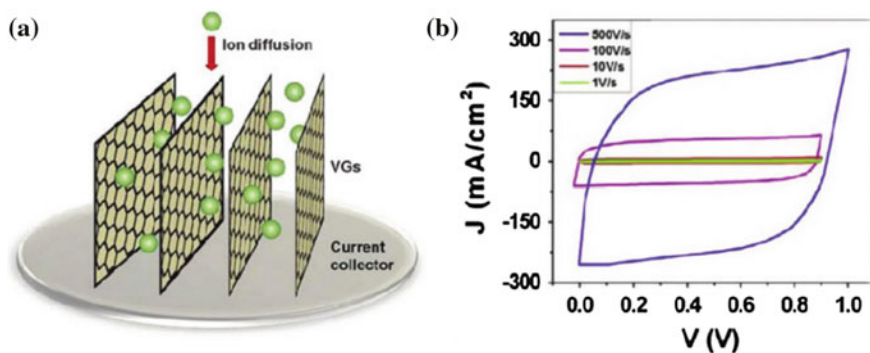 (a)
Ion diffusion
VGs
Current
collector
(b)
500V/s
100V/s
10V/s
1V/s
J (mA/cm²)
300
150
0
-150
-300
0.0 0.2 0.4 0.6 0.8 1.0
V (V)